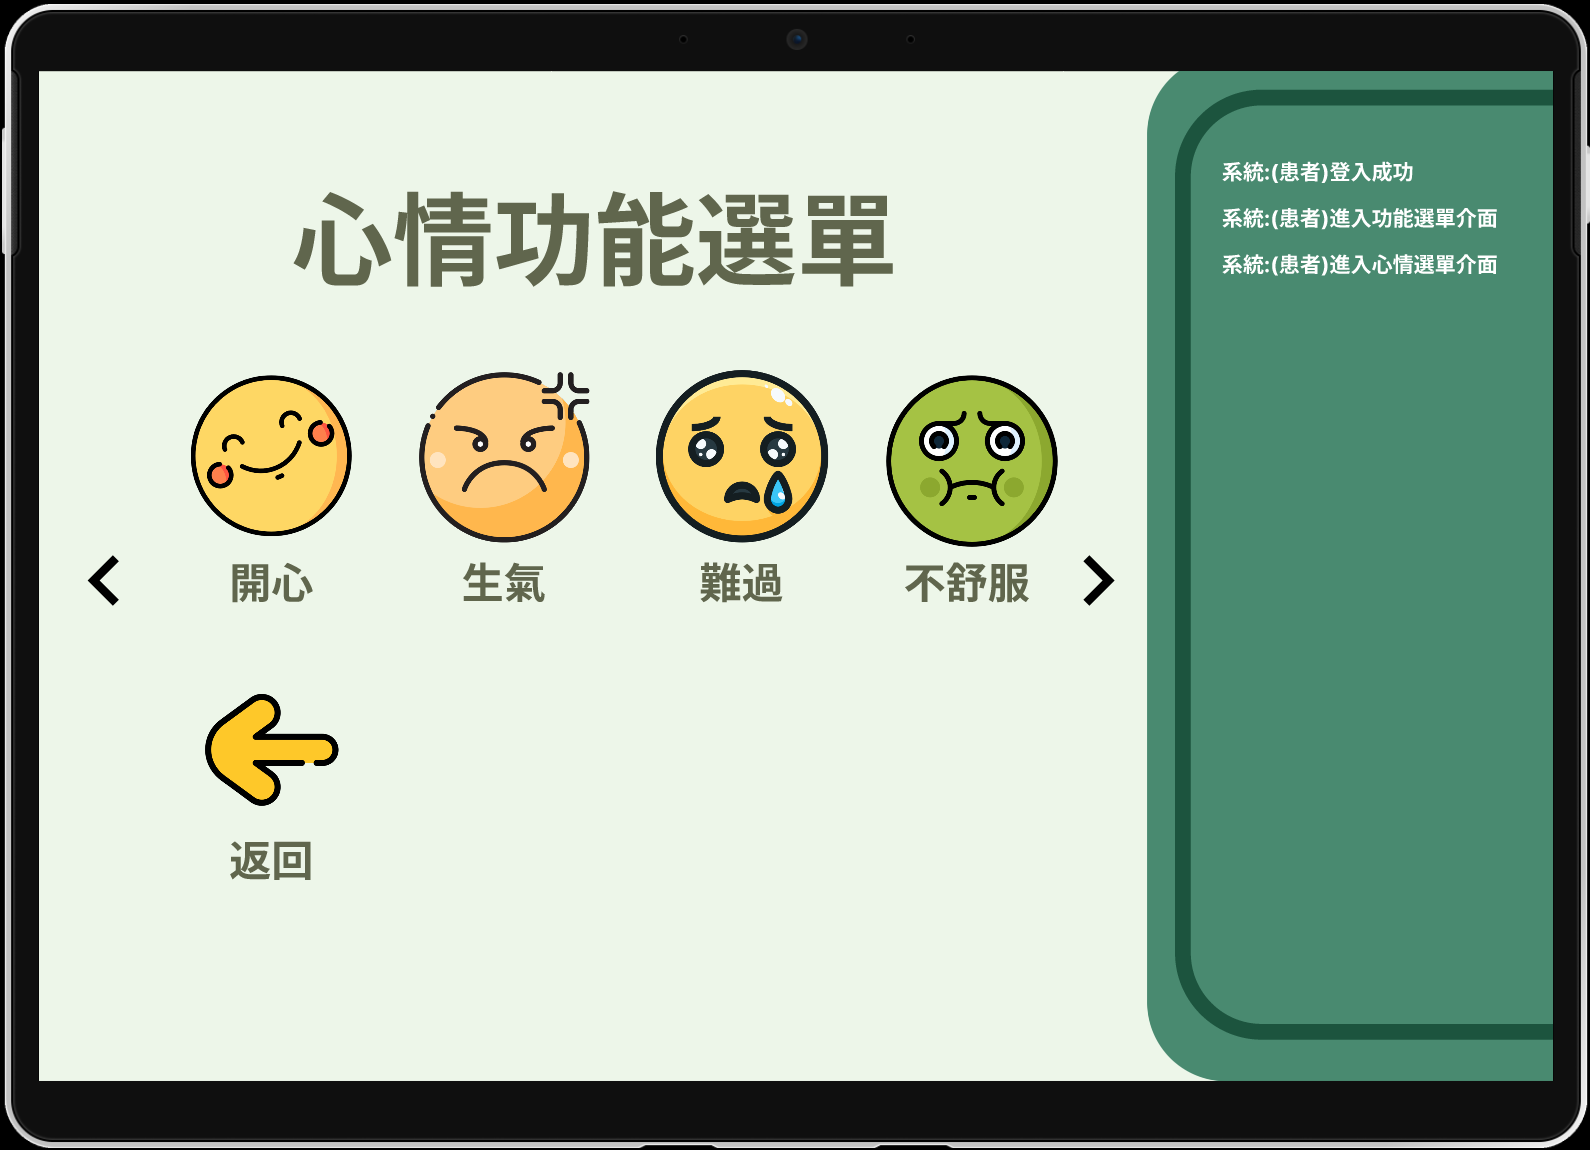 心情功能選單
開心
生氣
難過
不舒服
返回
系統:(患者)登入成功
系統:(患者)進入功能選單介面
系統:(患者)進入心情選單介面